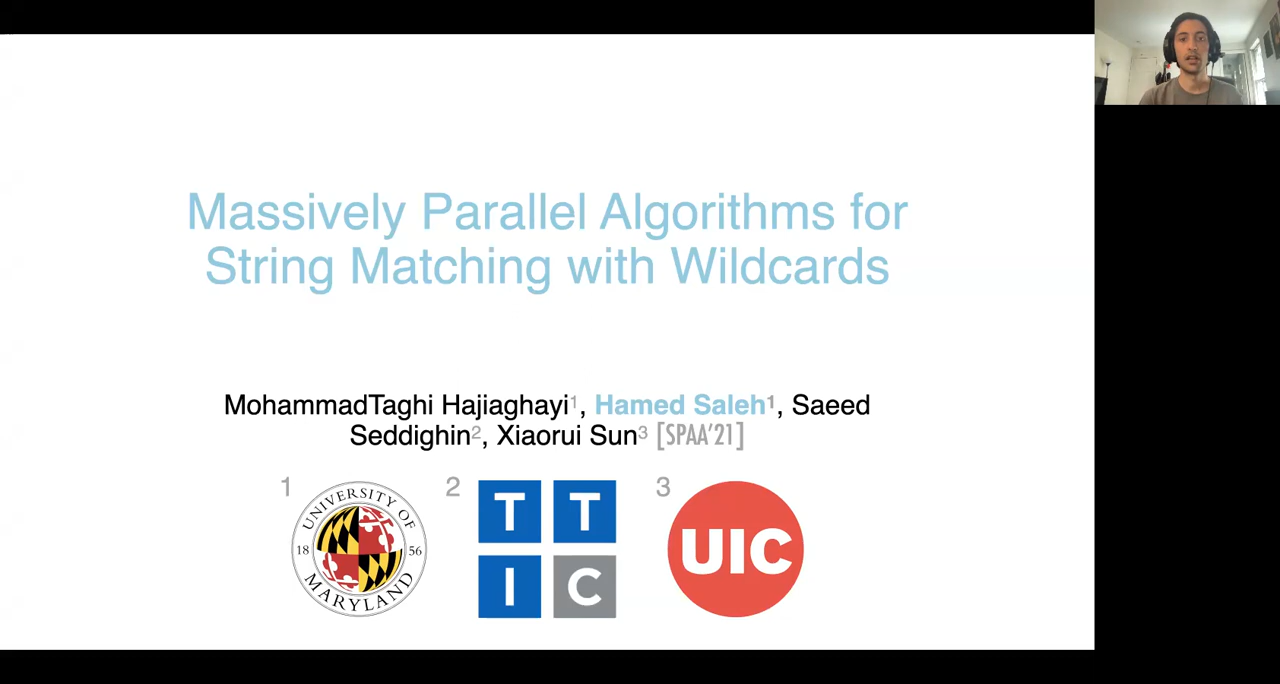 Massively Parallel Algorithms for
String Matching with Wildcards
MohammadTaghi Hajiaghayi¹, Hamed Saleh¹, Saeed
Seddighin², Xiaorui Sun³ [SPAA'21]
1
UNIVERSITY OF
18 56
MARYLAND
2
T T
I C
3
UIC